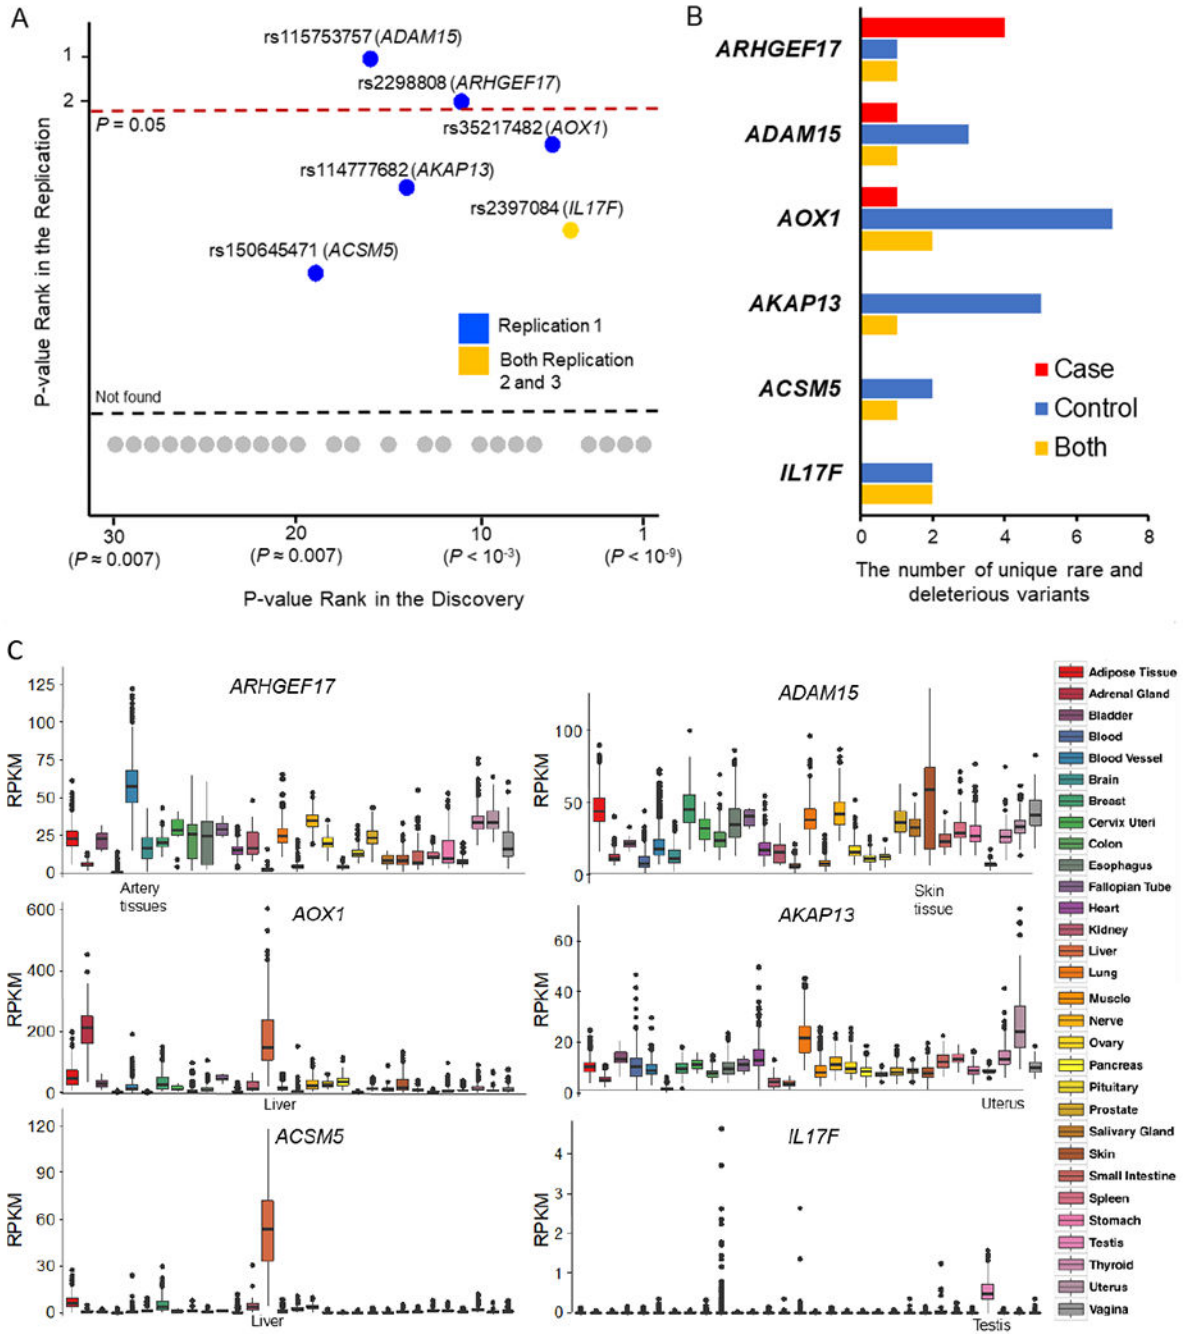 A
rs115753757 (ADAM15)
1
rs2298808 (ARHGEF17)
2
P = 0.05
rs35217482 (AOX1)
rs114777682 (AKAP13)
rs2397084 (IL17F)
rs150645471 (ACSM5)
Replication 1
Both Replication
2 and 3
Not found
P-value Rank in the Replication
30
20
10
1
(P ≈ 0.007)
(P ≈ 0.007)
(P < 10-3)
(P < 10-9)
P-value Rank in the Discovery
B
ARHGEF17
ADAM15
AOX1
AKAP13
ACSM5
IL17F
Case
Control
Both
0 2 4 6 8
The number of unique rare and
deleterious variants
C
ARHGEF17
RPKM
125
100
75
50
25
0
Artery
tissues
ADAM15
RPKM
100
50
0
Skin
tissue
AOX1
RPKM
600
400
200
0
Liver
AKAP13
RPKM
60
40
20
0
Uterus
ACSM5
RPKM
120
90
60
30
0
Liver
IL17F
RPKM
4
3
2
1
0
Testis
Adipose Tissue
Adrenal Gland
Bladder
Blood
Blood Vessel
Brain
Breast
Cervix Uteri
Colon
Esophagus
Fallopian Tube
Heart
Kidney
Liver
Lung
Muscle
Nerve
Ovary
Pancreas
Pituitary
Prostate
Salivary Gland
Skin
Small Intestine
Spleen
Stomach
Testis
Thyroid
Uterus
Vagina